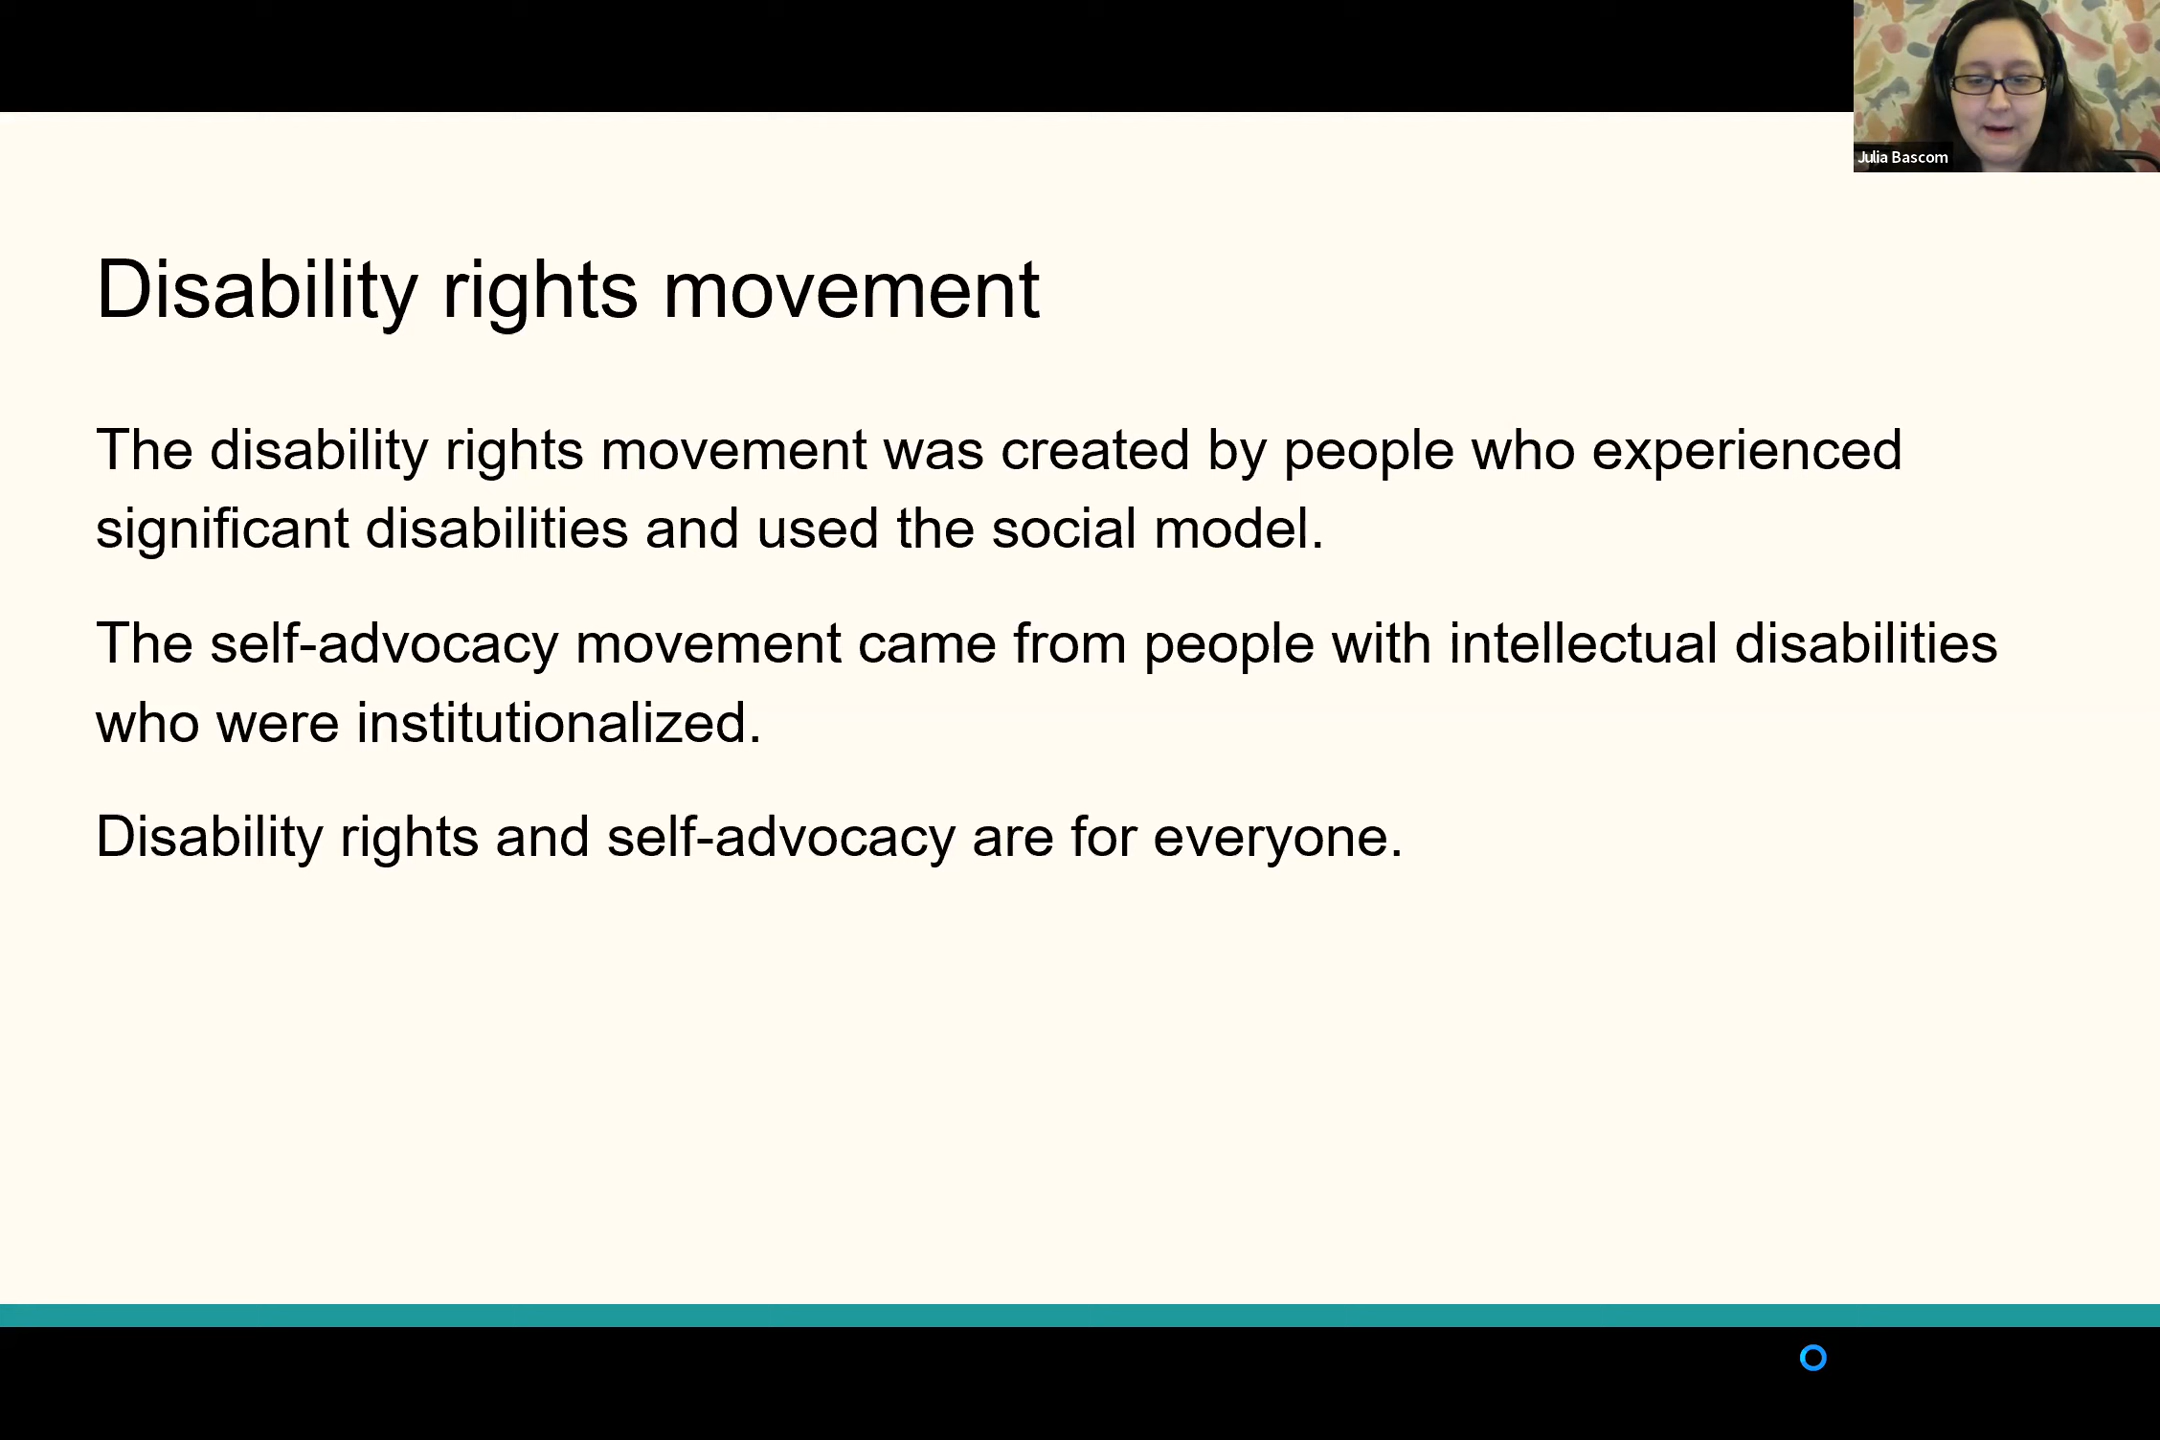 Julia Bascom
Disability rights movement
The disability rights movement was created by people who experienced
significant disabilities and used the social model.
The self-advocacy movement came from people with intellectual disabilities
who were institutionalized.
Disability rights and self-advocacy are for everyone.